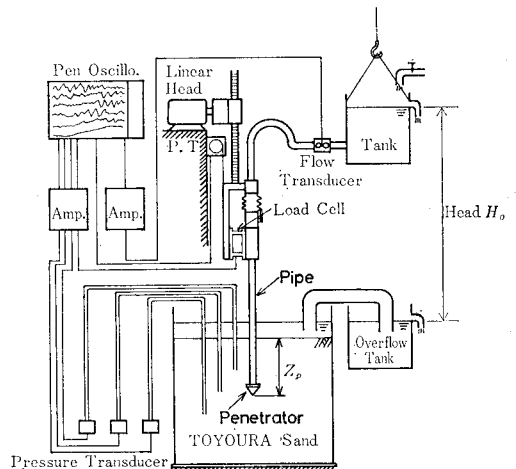 Pen Oscillo.
Linear
Head
P. T
Tank
Flow
Transducer
Amp.
Amp.
Load Cell
Head H₀
Pipe
Overflow
Tank
Zp
Penetrator
TOYOURA Sand
Pressure Transducer